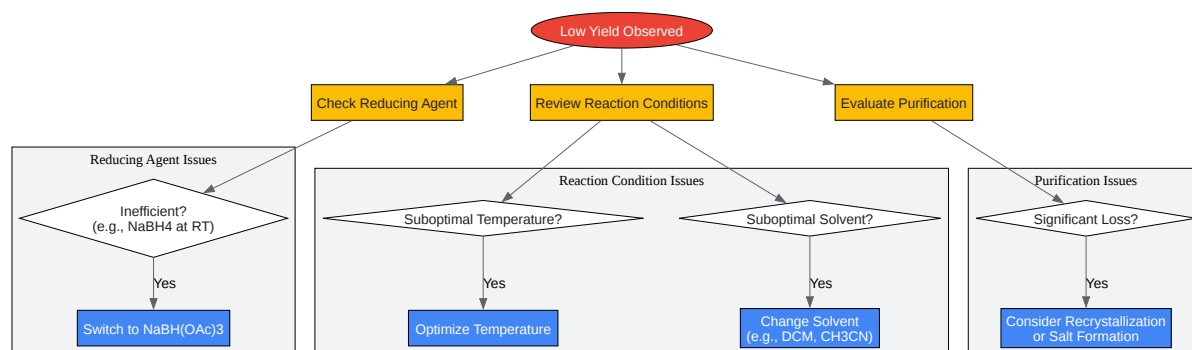 Low Yield Observed
Check Reducing Agent
Review Reaction Conditions
Evaluate Purification
Reducing Agent Issues
Inefficient?
(e.g., NaBH4 at RT)
Yes
Switch to NaBH(OAc)3
Reaction Condition Issues
Suboptimal Temperature?
Suboptimal Solvent?
Yes
Yes
Optimize Temperature
Change Solvent
(e.g., DCM, CH3CN)
Purification Issues
Significant Loss?
Yes
Consider Recrystallization
or Salt Formation